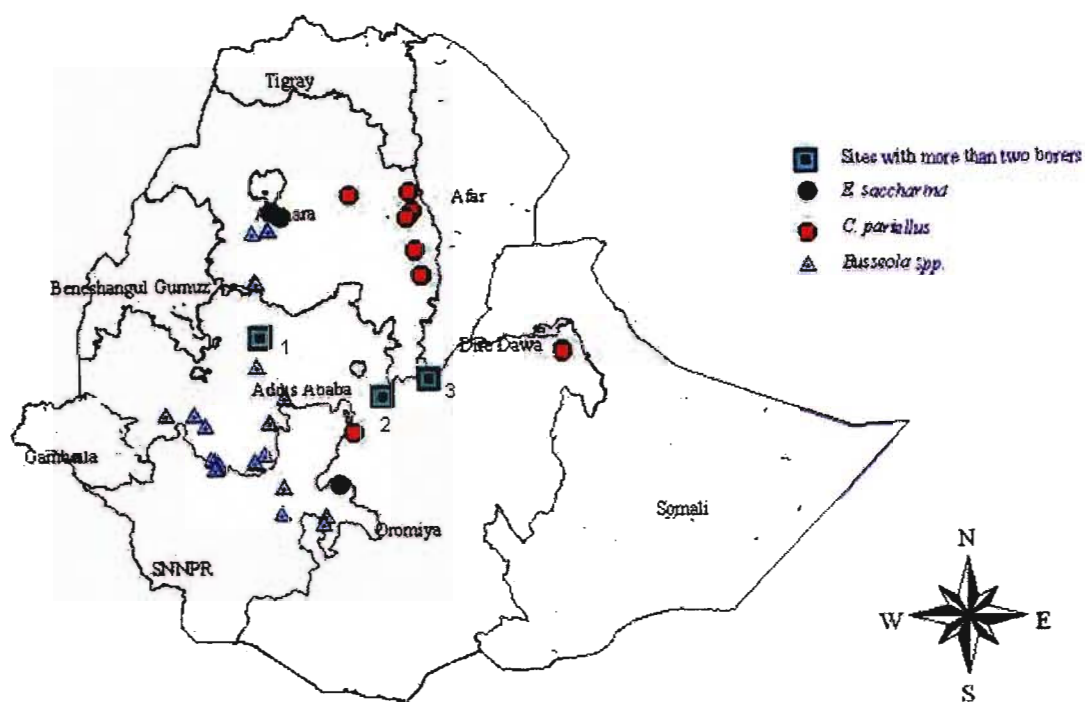 Tigray
Sites with more than two borers
E. saccharina
Afar
C. partellus
Busseola spp.
Beneshangul Gumuz
1
Dire Dawa
Addis Ababa
3
2
Gambella
Somali
Oromiya
SNNPR
N
W
E
S